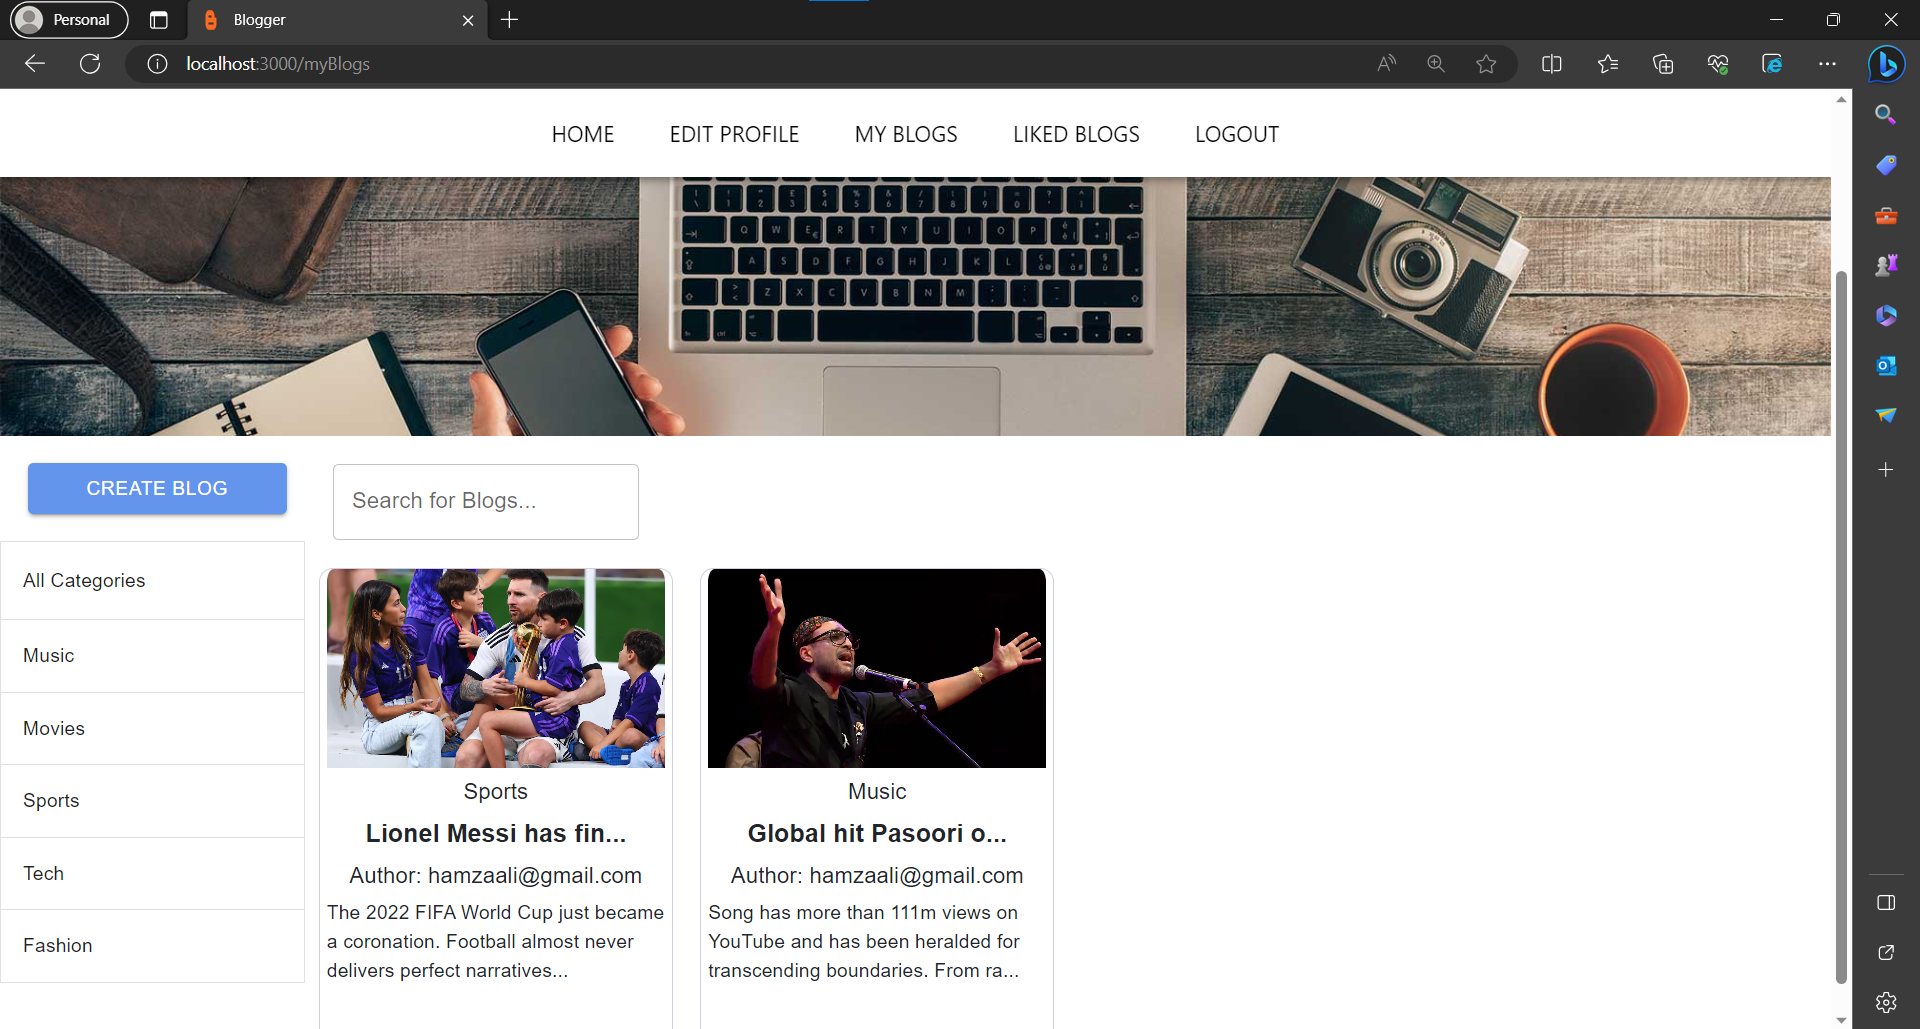 Personal
Blogger
localhost:3000/myBlogs
HOME EDIT PROFILE MY BLOGS LIKED BLOGS LOGOUT
CREATE BLOG
Search for Blogs...
All Categories
Music
Movies
Sports
Tech
Fashion
Sports
Lionel Messi has fin...
Author: hamzaali@gmail.com
The 2022 FIFA World Cup just became
a coronation. Football almost never
delivers perfect narratives...
Music
Global hit Pasoori o...
Author: hamzaali@gmail.com
Song has more than 111m views on
YouTube and has been heralded for
transcending boundaries. From ra...